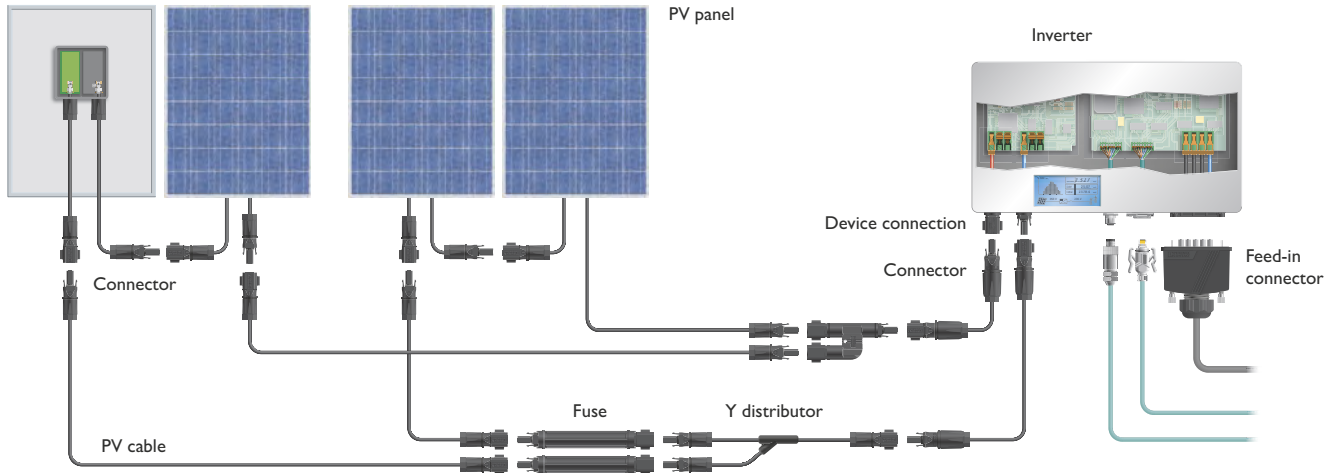 PV panel
Inverter
Device connection
Connector
Feed-in
connector
Connector
Fuse
Y distributor
PV cable